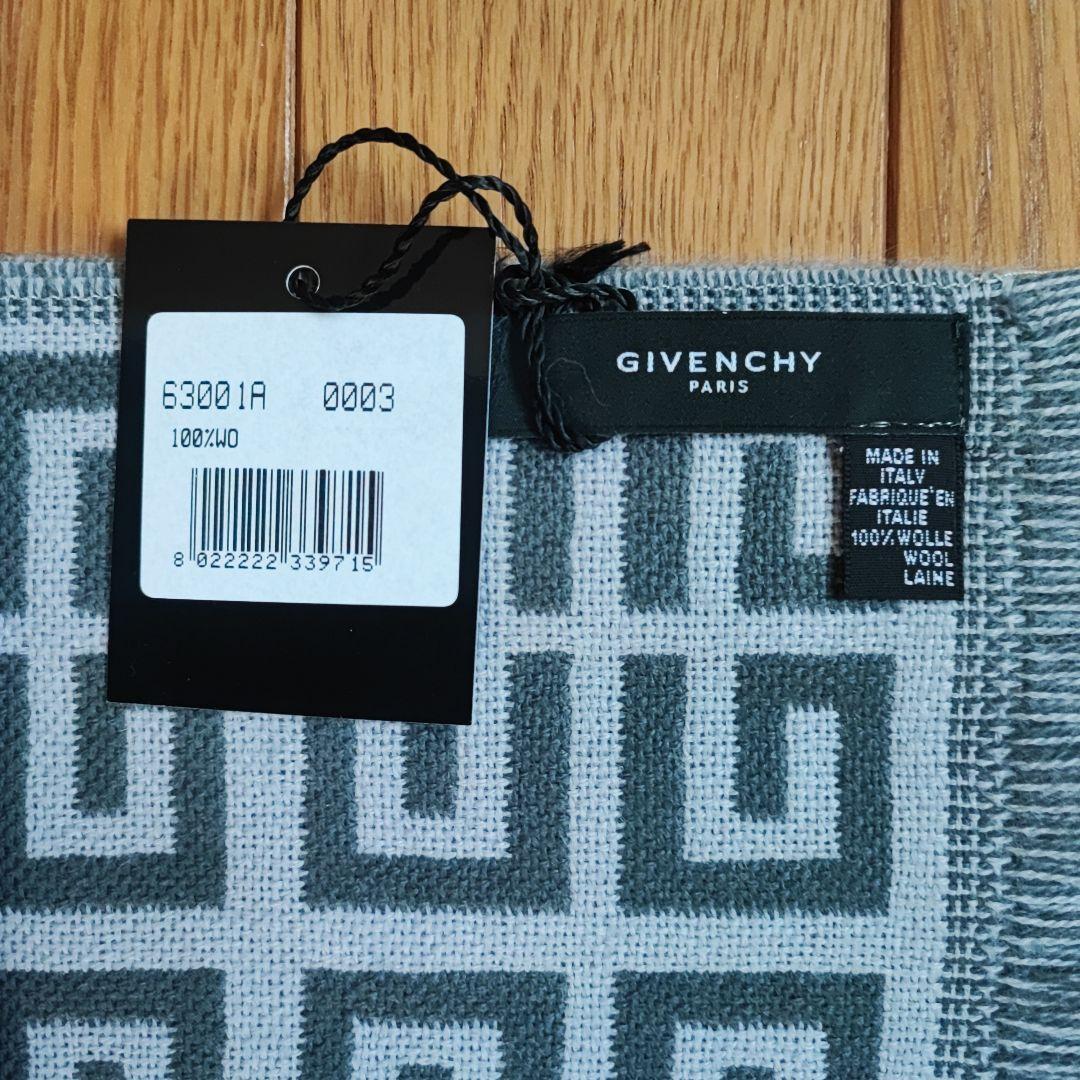 63001A 0003
100%WO
8 022222 339715
GIVENCHY
PARIS
MADE IN
ITALY
FABRIQUE EN
ITALIE
100% WOLLE
WOOL
LAINE